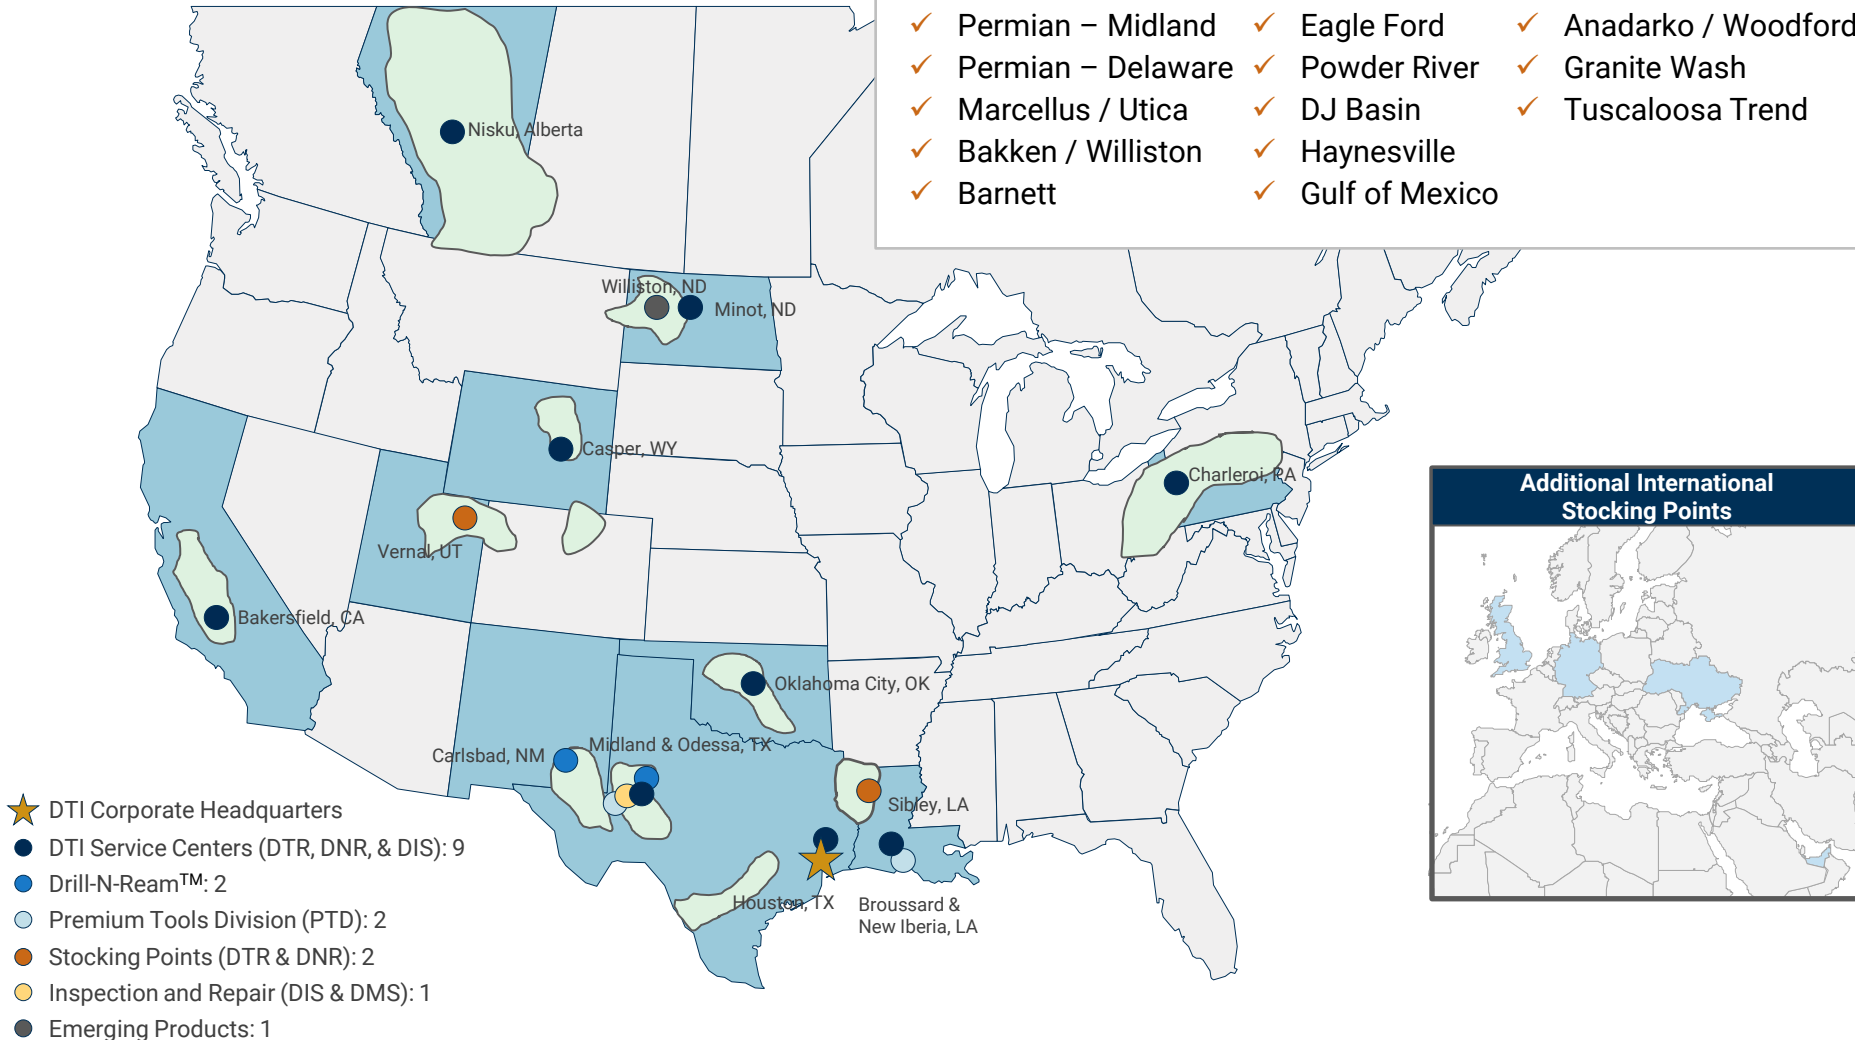 ✓ Permian – Midland ✓ Eagle Ford ✓ Anadarko / Woodford
✓ Permian – Delaware ✓ Powder River ✓ Granite Wash
✓ Marcellus / Utica ✓ DJ Basin ✓ Tuscaloosa Trend
✓ Bakken / Williston ✓ Haynesville
✓ Barnett ✓ Gulf of Mexico
Nisku, Alberta
Williston, ND
Minot, ND
Casper, WY
Charleroi, PA
Vernal, UT
Bakersfield, CA
Oklahoma City, OK
Carlsbad, NM
Midland & Odessa, TX
Sibley, LA
Houston, TX
Broussard &
New Iberia, LA
Additional International
Stocking Points
DTI Corporate Headquarters
DTI Service Centers (DTR, DNR, & DIS): 9
Drill-N-Ream™: 2
Premium Tools Division (PTD): 2
Stocking Points (DTR & DNR): 2
Inspection and Repair (DIS & DMS): 1
Emerging Products: 1